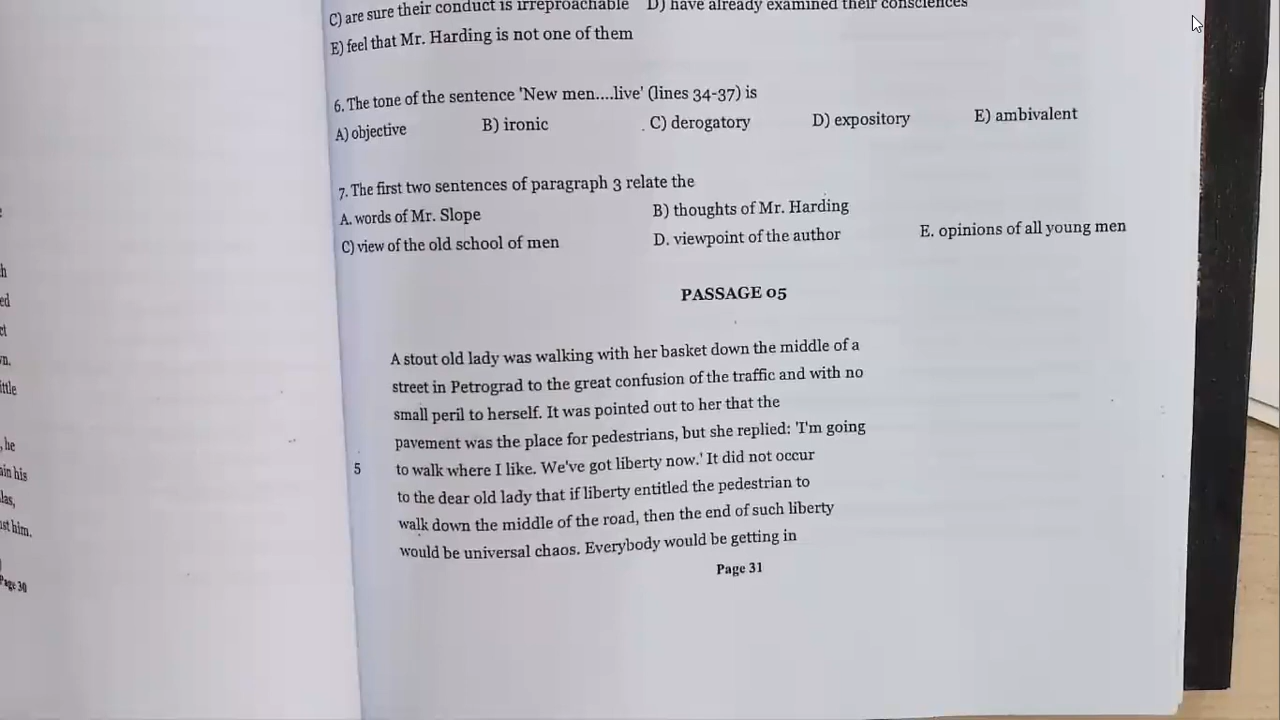 C) are sure their conduct is irreproachable D) have already examined their consciences
E) feel that Mr. Harding is not one of them
6. The tone of the sentence 'New men....live' (lines 34-37) is
A) objective B) ironic C) derogatory D) expository E) ambivalent
7. The first two sentences of paragraph 3 relate the
A. words of Mr. Slope B) thoughts of Mr. Harding
C) view of the old school of men D. viewpoint of the author E. opinions of all young men
PASSAGE 05
A stout old lady was walking with her basket down the middle of a
street in Petrograd to the great confusion of the traffic and with no
small peril to herself. It was pointed out to her that the
pavement was the place for pedestrians, but she replied: 'I'm going
5 to walk where I like. We've got liberty now.' It did not occur
to the dear old lady that if liberty entitled the pedestrian to
walk down the middle of the road, then the end of such liberty
would be universal chaos. Everybody would be getting in
Page 31
ittle
, he
ain his
las,
ust him.
Page 30